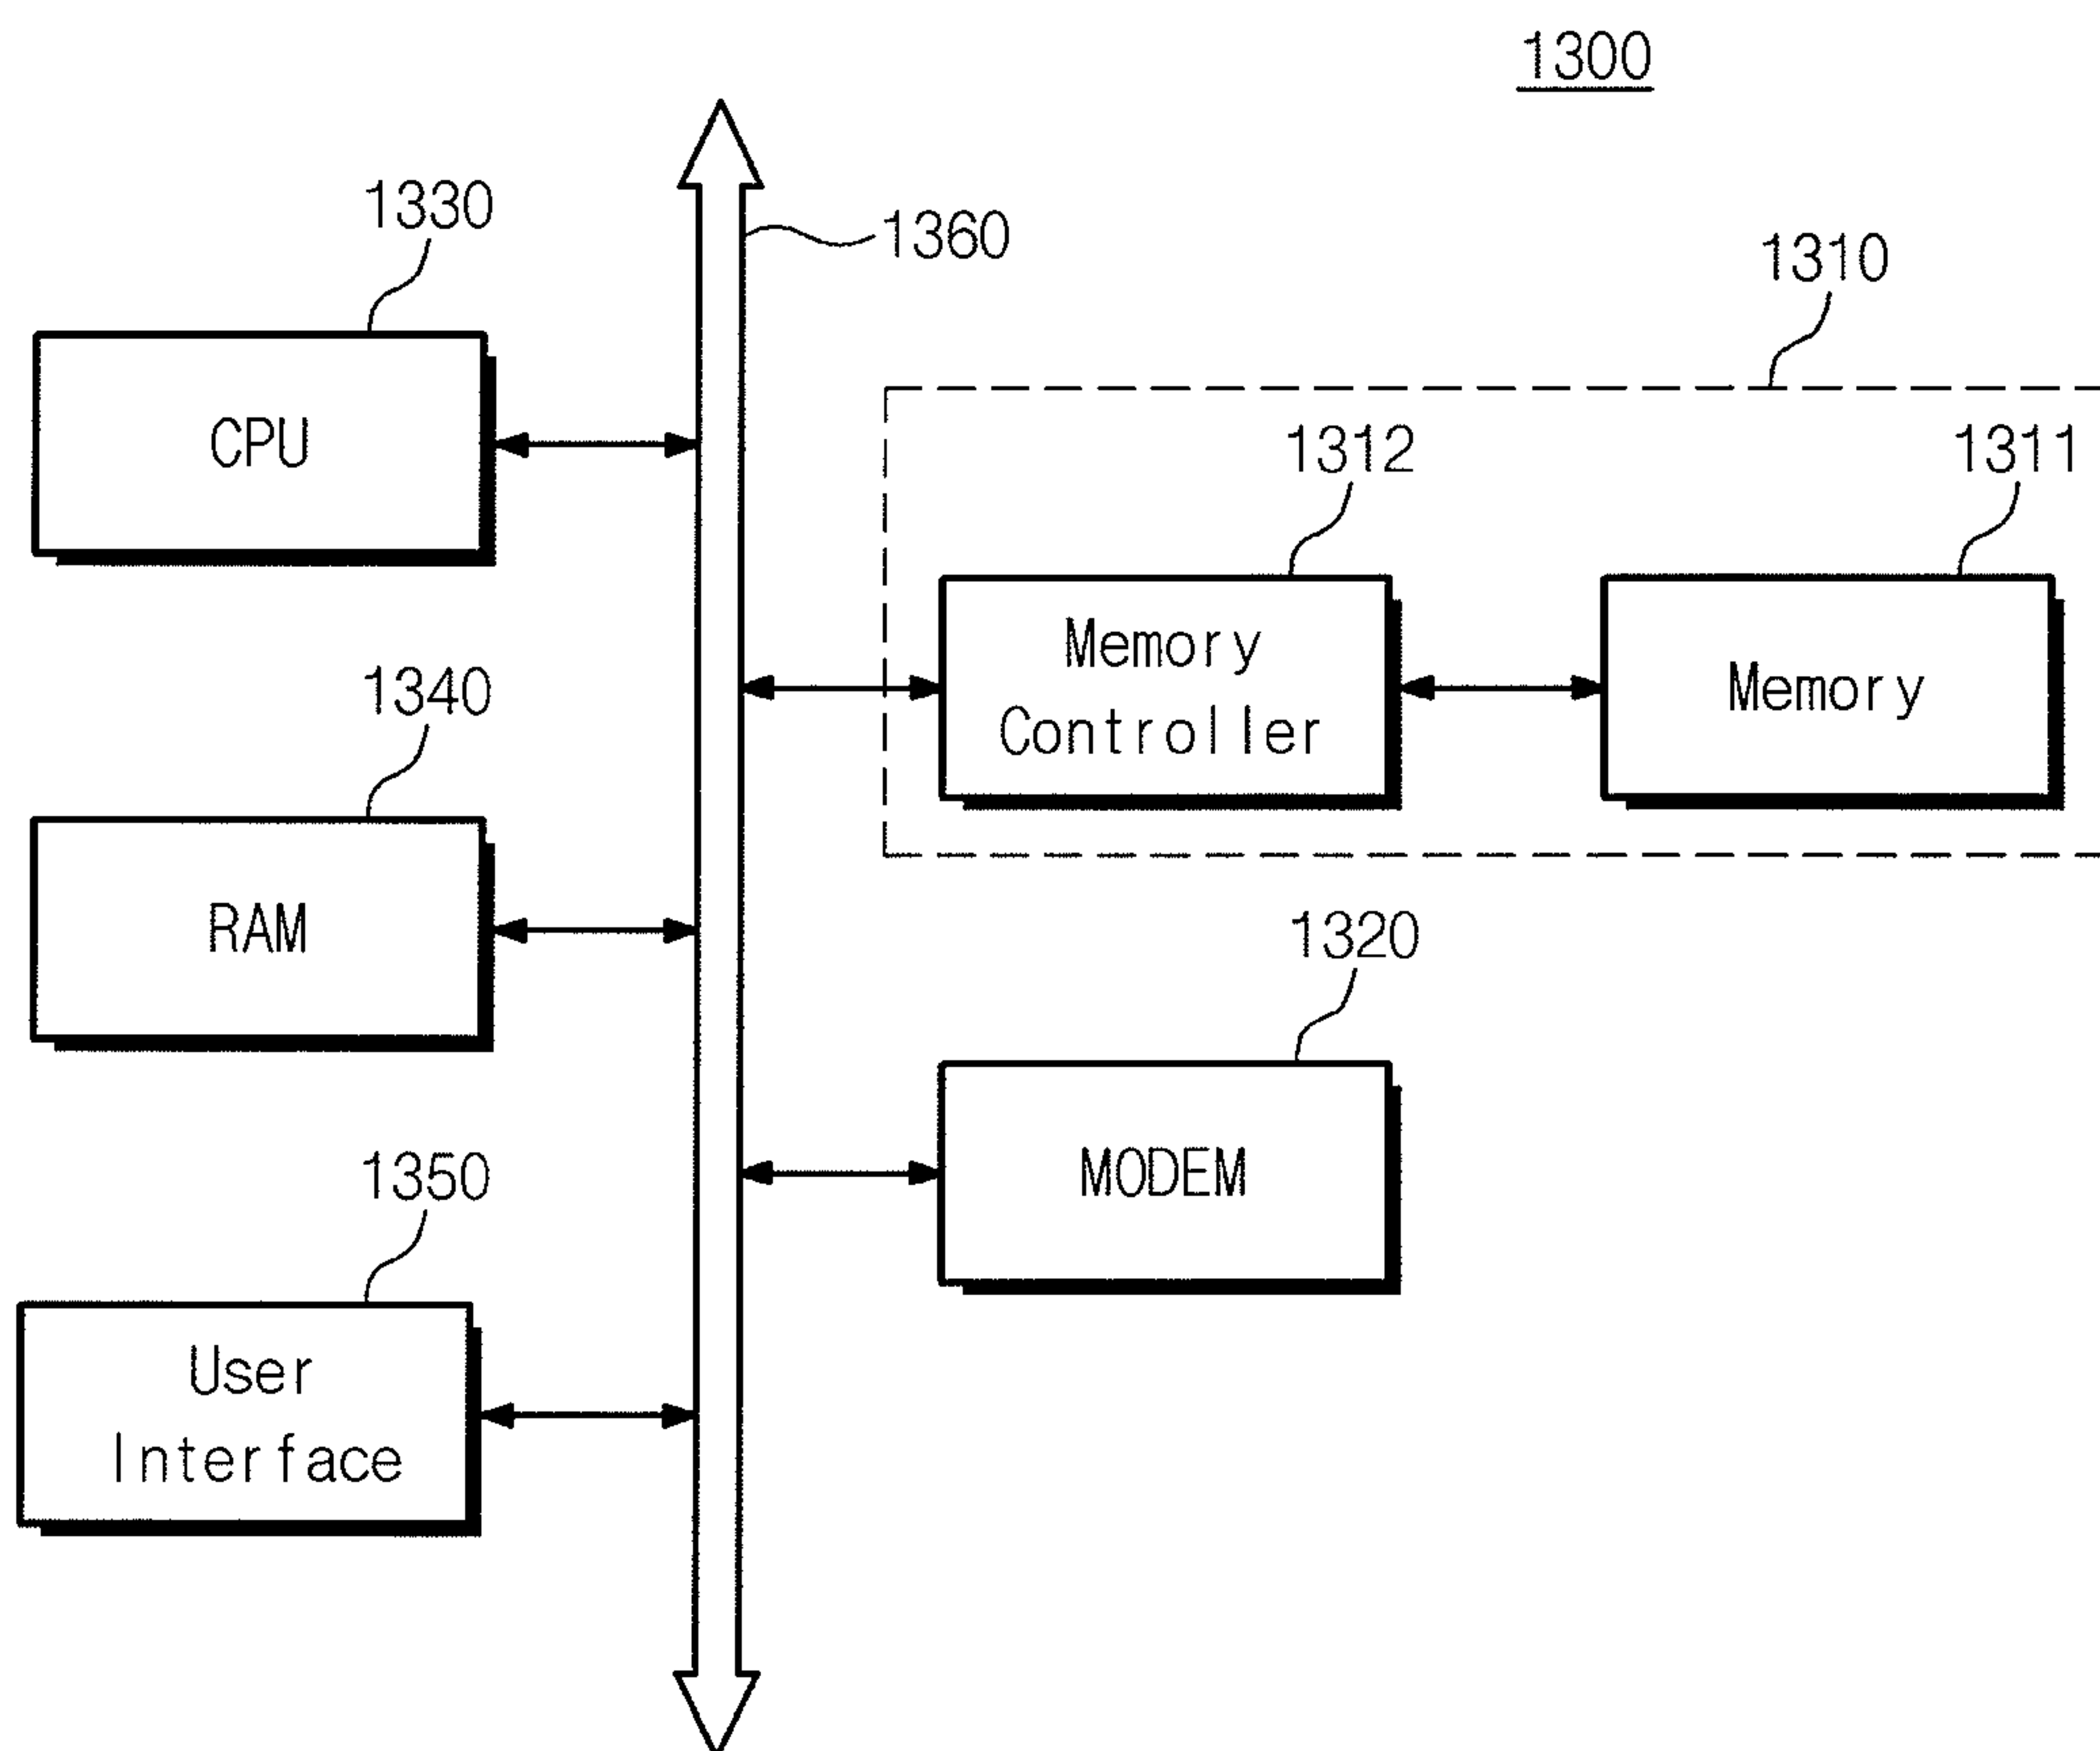 1300
1330
1360
1310
CPU
1312
1311
Memory
Controller
Memory
1340
RAM
1320
MODEM
1350
User
Interface